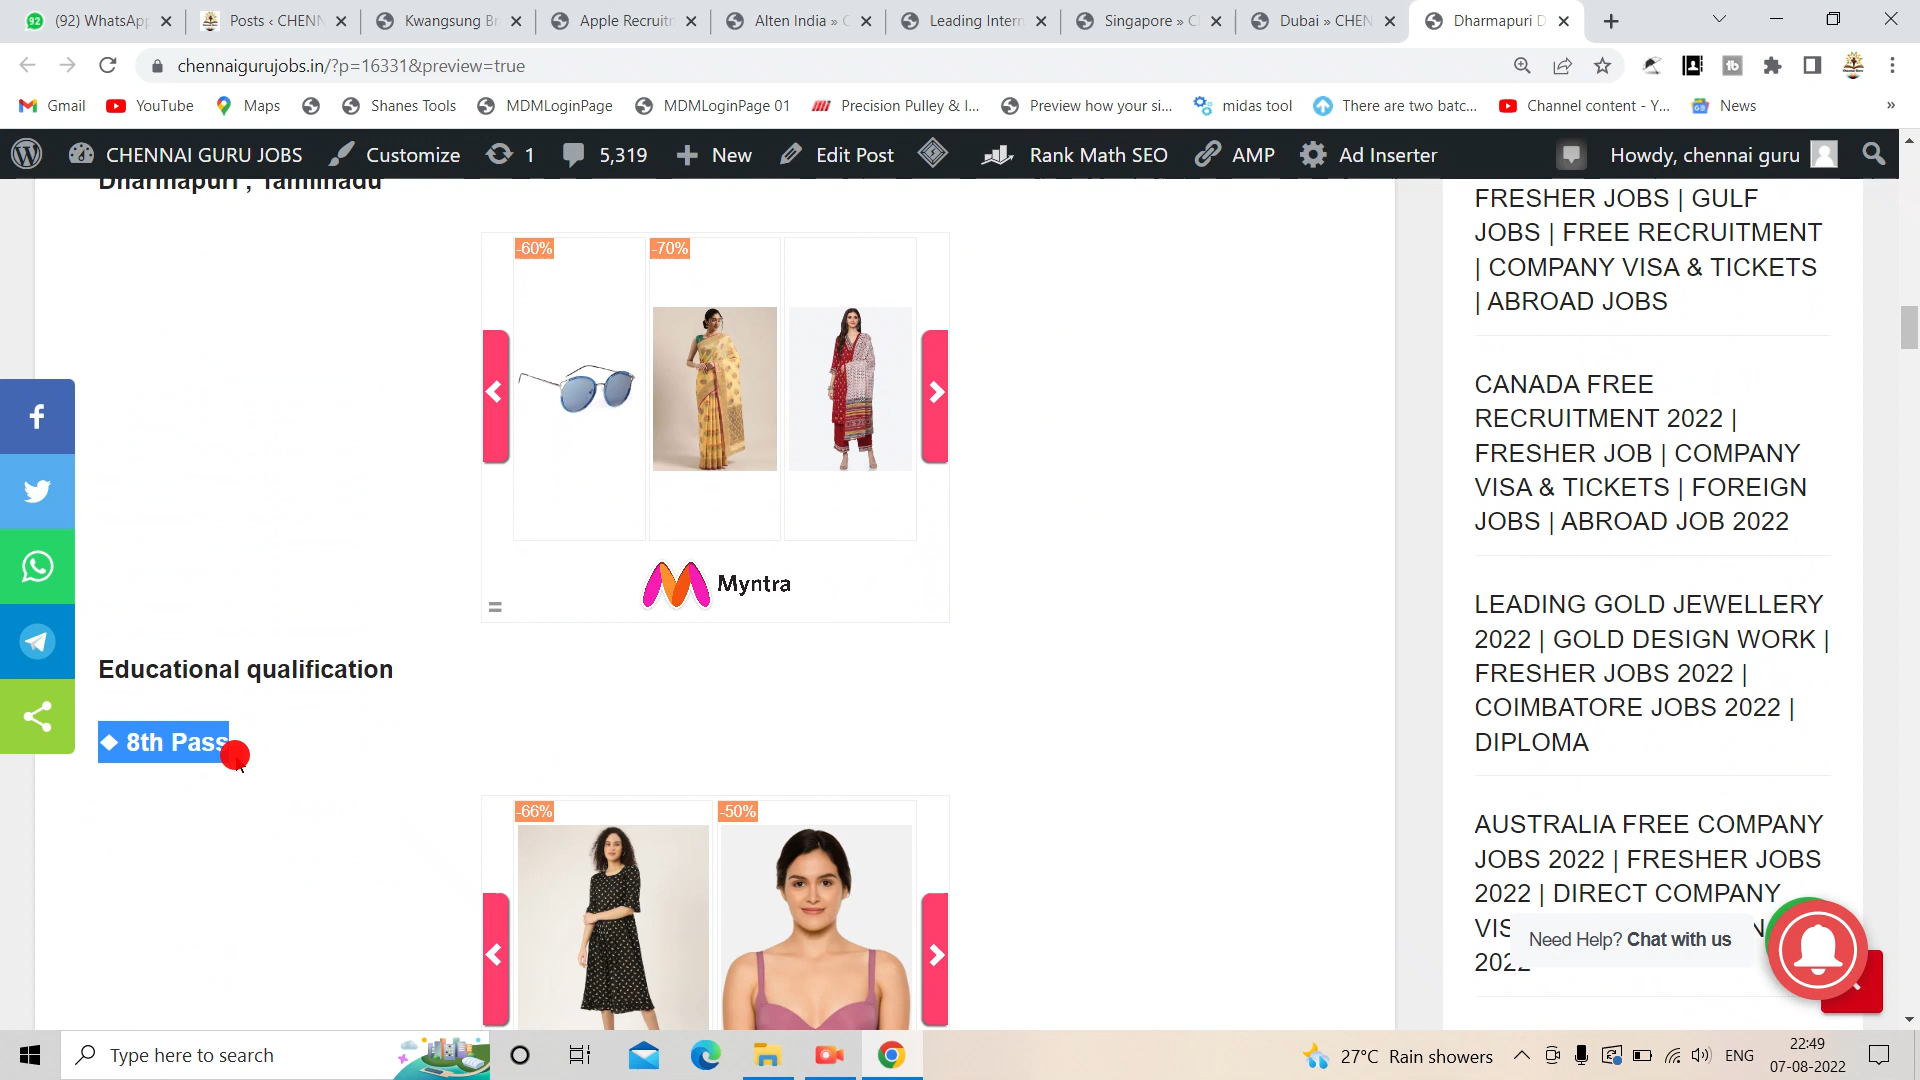 (92) WhatsApp
Posts ‹ CHENN
Kwangsung Br
Apple Recruitm
Alten India » C
Leading Intern
Singapore » C
Dubai » CHEN
Dharmapuri D
chennaigurujobs.in/?p=16331&preview=true
Gmail
YouTube
Maps
Shanes Tools
MDMLoginPage
MDMLoginPage 01
Precision Pulley & I...
Preview how your si...
midas tool
There are two batc...
Channel content - Y...
News
»
CHENNAI GURU JOBS
Customize
1
5,319
New
Edit Post
Rank Math SEO
AMP
Ad Inserter
Howdy, chennai guru
Dharmapuri , Tamilnadu
-60%
-70%
Myntra
Educational qualification
◆ 8th Pass
-66%
-50%
FRESHER JOBS | GULF
JOBS | FREE RECRUITMENT
| COMPANY VISA & TICKETS
| ABROAD JOBS
CANADA FREE
RECRUITMENT 2022 |
FRESHER JOB | COMPANY
VISA & TICKETS | FOREIGN
JOBS | ABROAD JOB 2022
LEADING GOLD JEWELLERY
2022 | GOLD DESIGN WORK |
FRESHER JOBS 2022 |
COIMBATORE JOBS 2022 |
DIPLOMA
AUSTRALIA FREE COMPANY
JOBS 2022 | FRESHER JOBS
2022 | DIRECT COMPANY
2022
Need Help? Chat with us
Type here to search
27°C Rain showers
ENG
22:49
07-08-2022